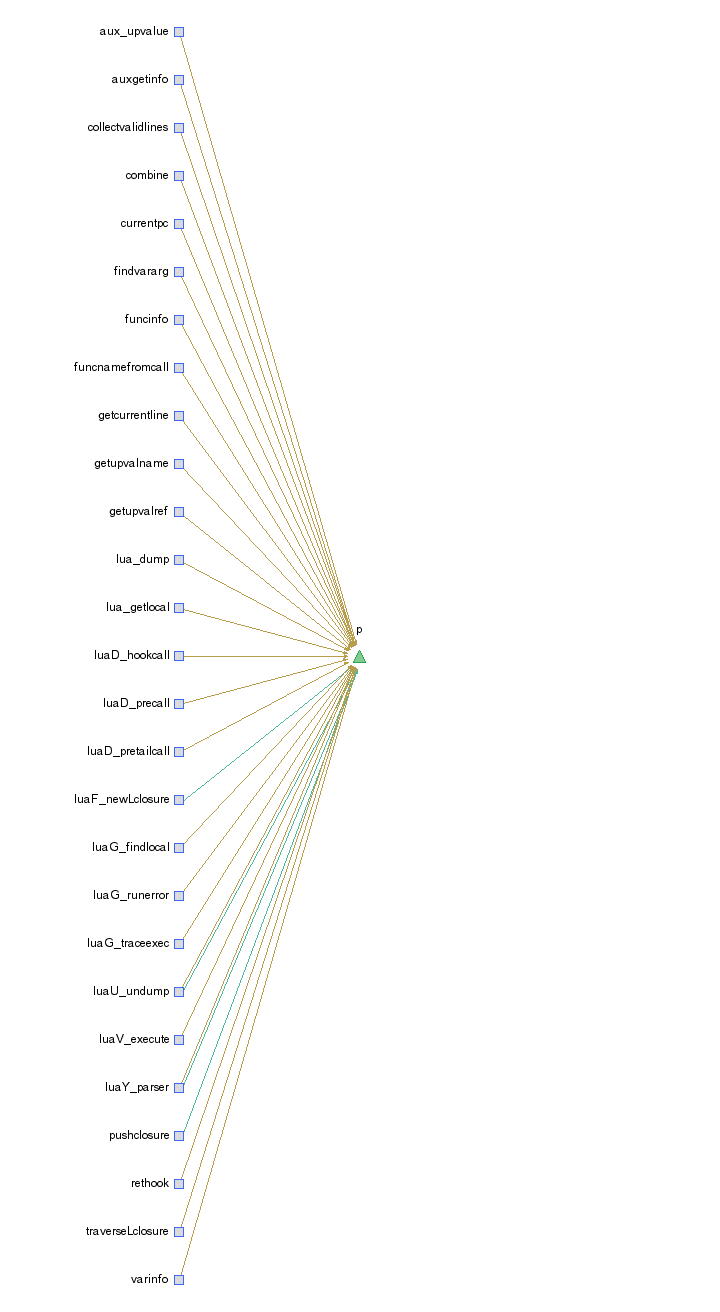 aux_upvalue
auxgetinfo
collectvalidlines
combine
currentpc
findvararg
funcinfo
funcnamefromcall
getcurrentline
getupvalname
getupvalref
lua_dump
lua_getlocal
p
luaD_hookcall
luaD_precall
luaD_pretailcall
luaF_newLclosure
luaG_findlocal
luaG_runerror
luaG_traceexec
luaU_undump
luaV_execute
luaY_parser
pushclosure
rethook
traverseLclosure
varinfo